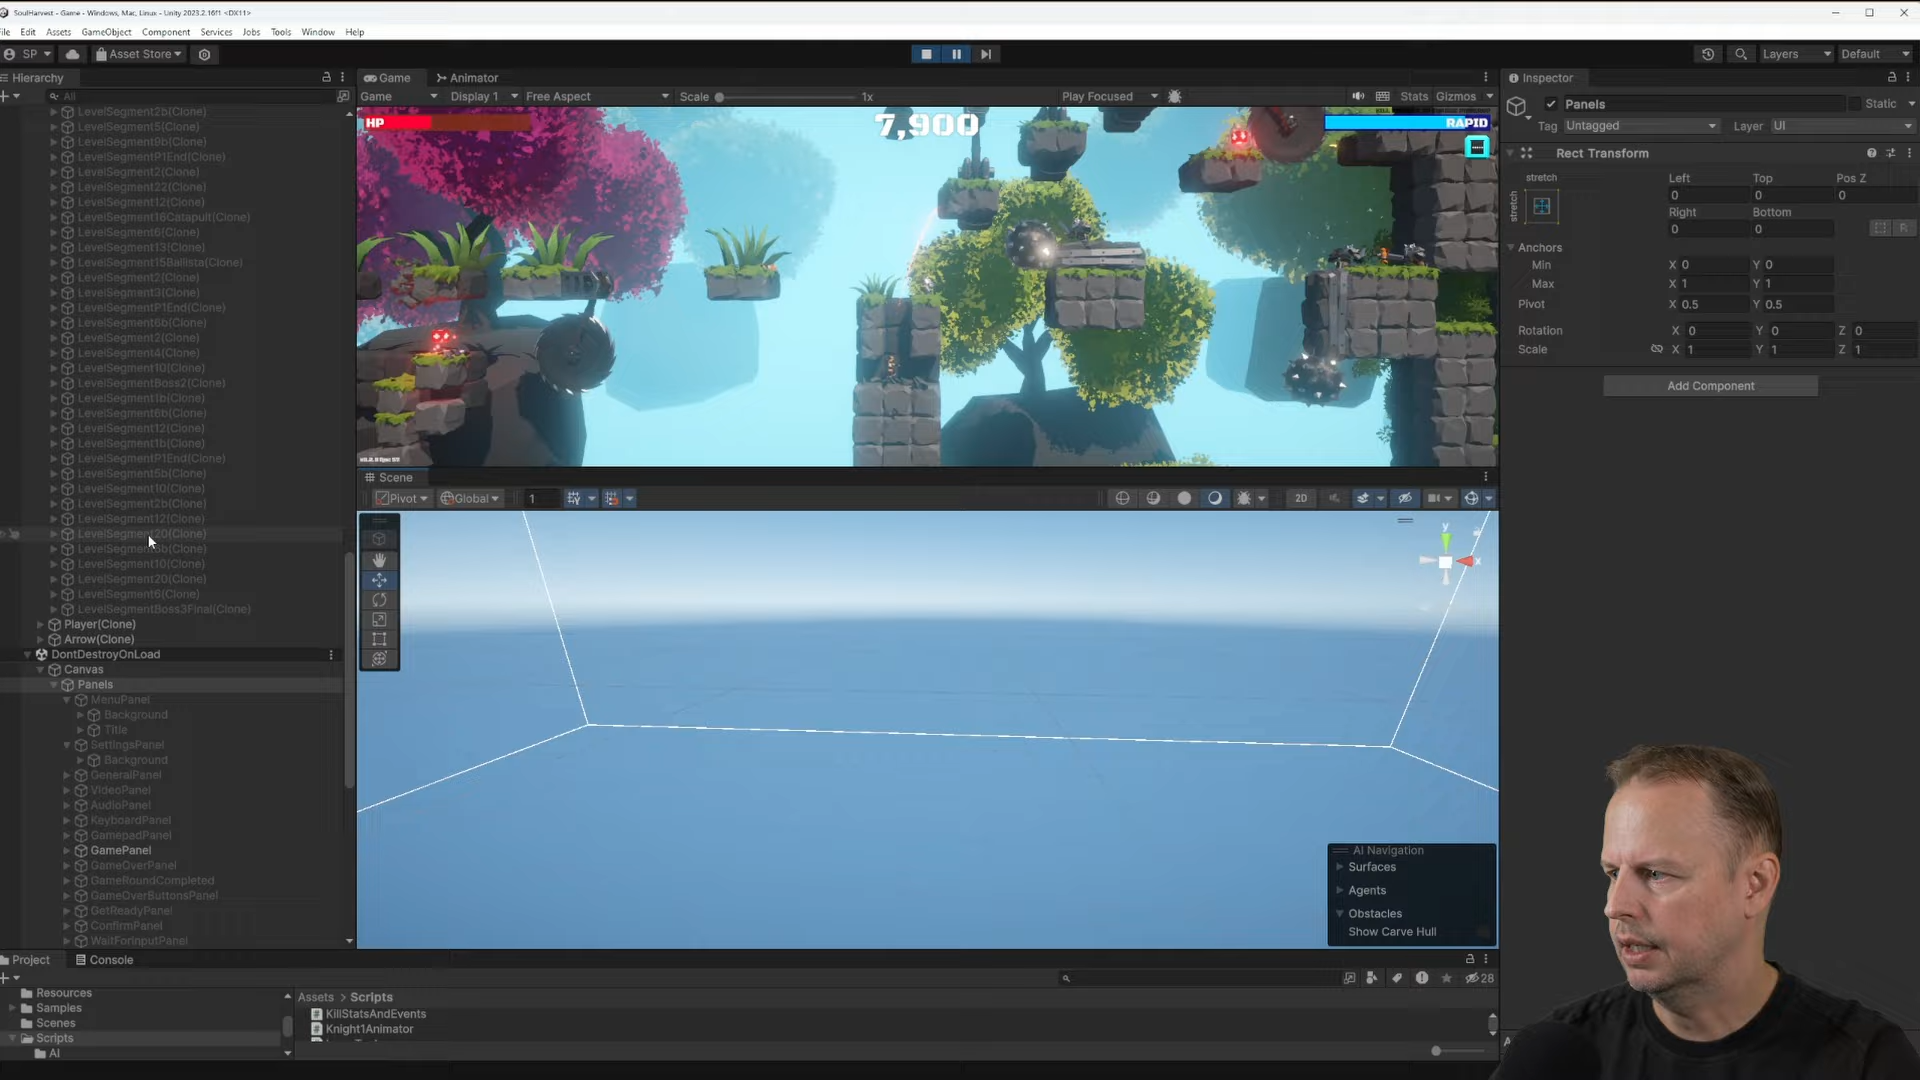 SoulHarvest - Game - Windows, Mac, Linux - Unity 2023.2.16f1 <DX11>
File Edit Assets GameObject Component Services Jobs Tools Window Help
SP Asset Store Layers Default
Hierarchy
All
LevelSegment2b(Clone)
LevelSegment5(Clone)
LevelSegment9b(Clone)
LevelSegmentP1End(Clone)
LevelSegment2(Clone)
LevelSegment22(Clone)
LevelSegment12(Clone)
LevelSegment16Catapult(Clone)
LevelSegment6(Clone)
LevelSegment13(Clone)
LevelSegment15Ballista(Clone)
LevelSegment2(Clone)
LevelSegment3(Clone)
LevelSegmentP1End(Clone)
LevelSegment6b(Clone)
LevelSegment2(Clone)
LevelSegment4(Clone)
LevelSegment10(Clone)
LevelSegmentBoss2(Clone)
LevelSegment1b(Clone)
LevelSegment6b(Clone)
LevelSegment12(Clone)
LevelSegment1b(Clone)
LevelSegmentP1End(Clone)
LevelSegment5b(Clone)
LevelSegment10(Clone)
LevelSegment2b(Clone)
LevelSegment12(Clone)
LevelSegment20(Clone)
LevelSegment6b(Clone)
LevelSegment10(Clone)
LevelSegment20(Clone)
LevelSegment6(Clone)
LevelSegmentBoss3Final(Clone)
Player(Clone)
Arrow(Clone)
DontDestroyOnLoad
Canvas
Panels
MenuPanel
Background
Title
SettingsPanel
Background
GeneralPanel
VideoPanel
AudioPanel
KeyboardPanel
GamepadPanel
GamePanel
GameOverPanel
GameRoundCompleted
GameOverButtonsPanel
GetReadyPanel
ConfirmPanel
WaitForInputPanel
Game Animator
Game Display 1 Free Aspect Scale 1x Play Focused Stats Gizmos
HP 7,900 RAPID
Scene
Pivot Global 1 2D
y
x
AI Navigation
Surfaces
Agents
Obstacles
Show Carve Hull
Inspector
Panels Static
Tag Untagged Layer UI
Rect Transform
stretch Left Top Pos Z
stretch 0 0 0
Right Bottom
0 0 R
Anchors
Min X 0 Y 0
Max X 1 Y 1
Pivot X 0.5 Y 0.5
Rotation X 0 Y 0 Z 0
Scale X 1 Y 1 Z 1
Add Component
Project Console
28
Resources
Samples
Scenes
Scripts
AI
Assets > Scripts
KillStatsAndEvents
Knight1Animator